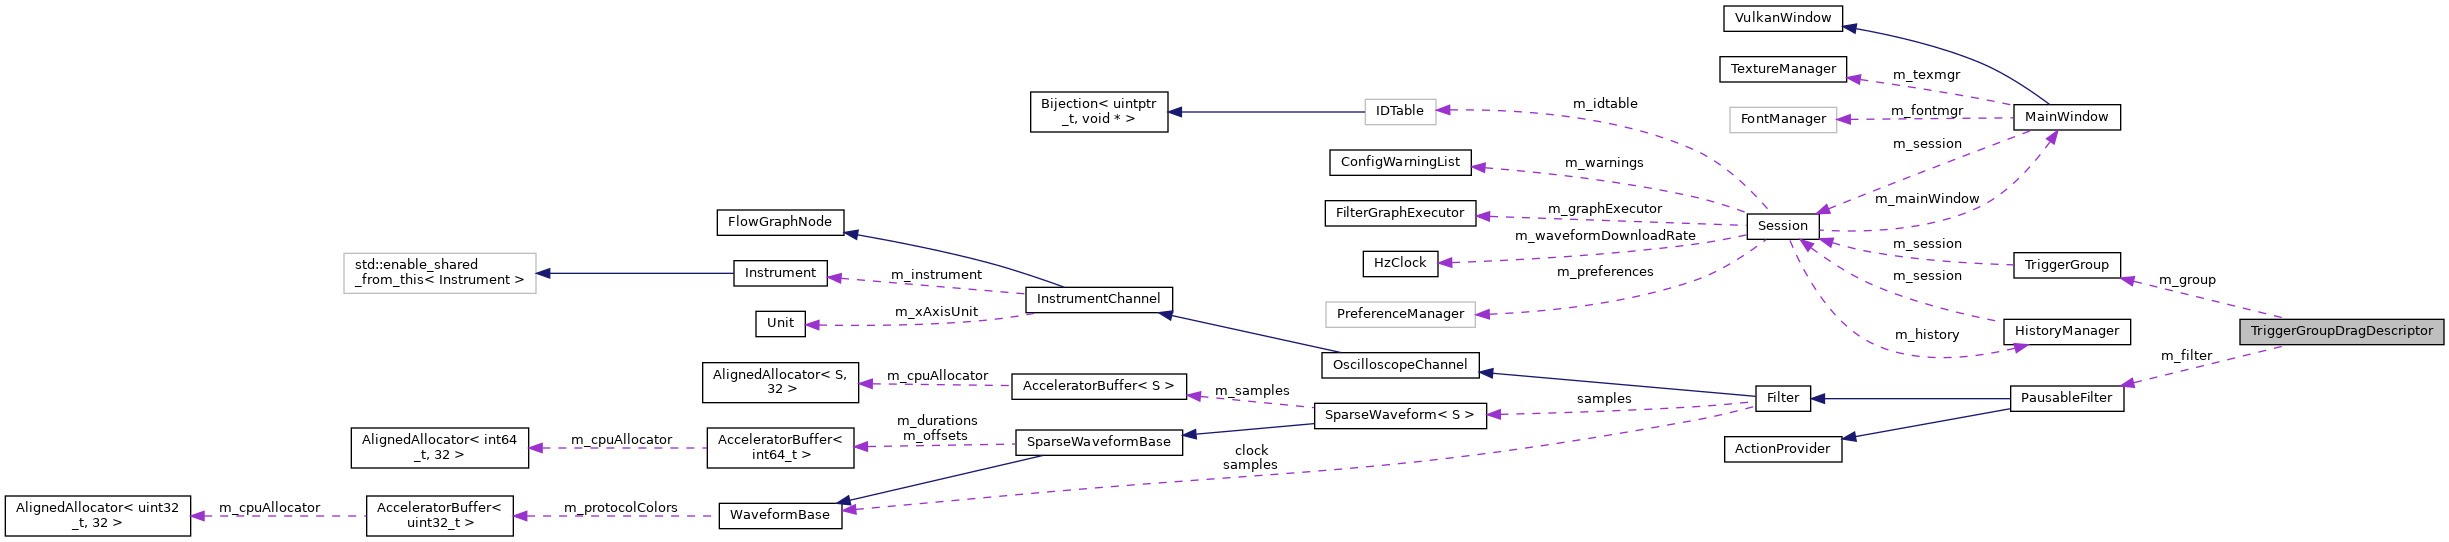 VulkanWindow
TextureManager
m_texmgr
Bijection< uintptr
_t, void * >
IDTable
m_idtable
FontManager
m_fontmgr
MainWindow
ConfigWarningList
m_warnings
m_session
m_mainWindow
FlowGraphNode
FilterGraphExecutor
m_graphExecutor
Session
m_waveformDownloadRate
HzClock
m_session
TriggerGroup
std::enable_shared
_from_this< Instrument >
Instrument
m_instrument
m_preferences
m_session
m_group
InstrumentChannel
Unit
m_xAxisUnit
PreferenceManager
m_history
HistoryManager
TriggerGroupDragDescriptor
m_filter
OscilloscopeChannel
AlignedAllocator< S,
32 >
m_cpuAllocator
AcceleratorBuffer< S >
m_samples
samples
Filter
PausableFilter
SparseWaveform< S >
m_durations
m_offsets
AlignedAllocator< int64
_t, 32 >
m_cpuAllocator
AcceleratorBuffer<
int64_t >
SparseWaveformBase
clock
samples
ActionProvider
AlignedAllocator< uint32
_t, 32 >
m_cpuAllocator
AcceleratorBuffer<
uint32_t >
m_protocolColors
WaveformBase